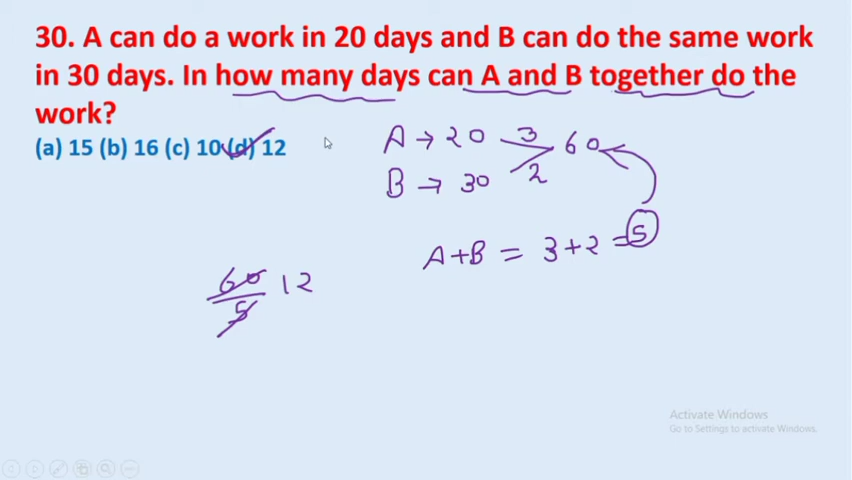 30. A can do a work in 20 days and B can do the same work
in 30 days. In how many days can A and B together do the
work?
(a) 15 (b) 16 (c) 10 (d) 12
A → 20 3 60
B → 30 2
A+B = 3+2 = 5
60 12
5
Activate Windows
Go to Settings to activate Windows.